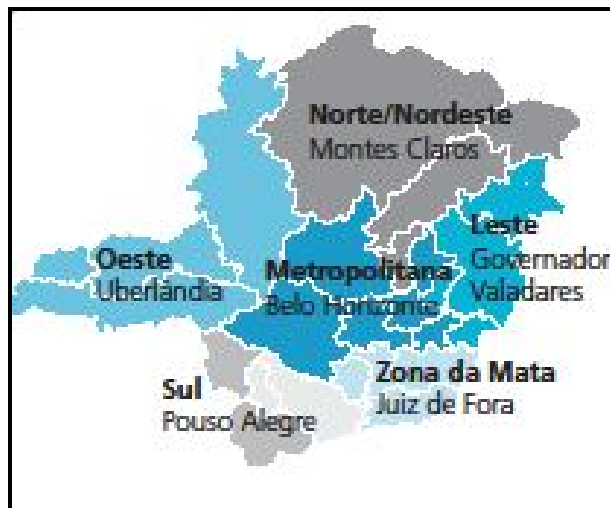 Norte/Nordeste
Montes Claros
Leste
Governador
Valadares
Oeste
Uberlândia
Metropolitana
Belo Horizonte
Zona da Mata
Juiz de Fora
Sul
Pouso Alegre